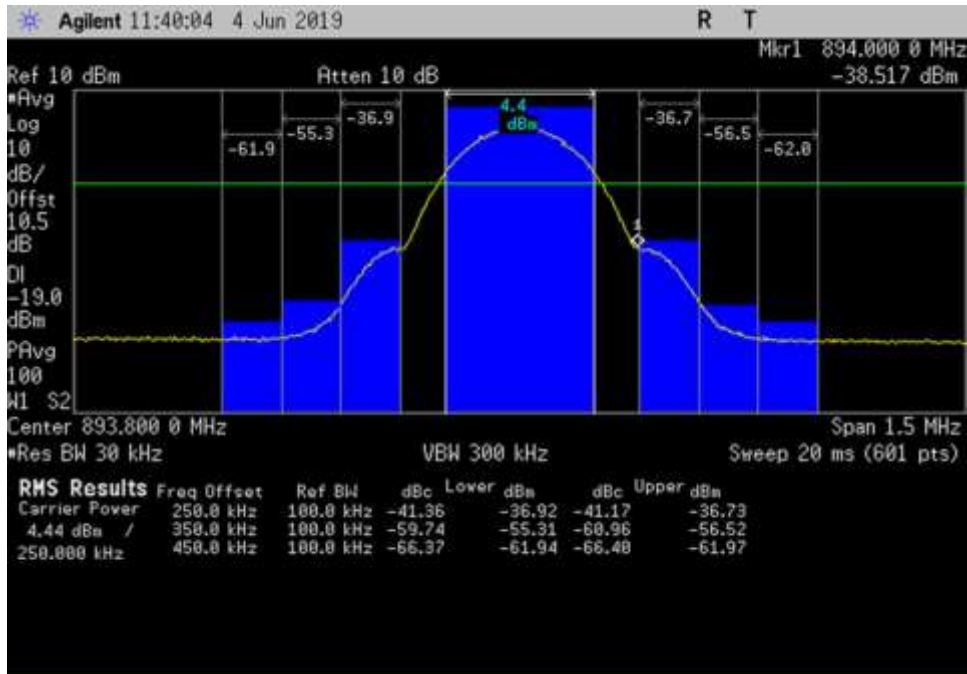 Agilent 11:40:04 4 Jun 2019 R T
Mkr1 894.000 0 MHz
Ref 10 dBm Atten 10 dB -38.517 dBm
*Avg
Log
10
dB/
Offset
10.5
dB
DI
-19.0
dBm
PAvg
100
W1 S2
-61.9 -55.3 -36.9 4.4 dBm -36.7 -56.5 -62.0
1
Center 893.800 0 MHz Span 1.5 MHz
*Res BW 30 kHz VBW 300 kHz Sweep 20 ms (601 pts)
RMS Results Freq Offset Ref BW dBc Lower dBm dBc Upper dBm
Carrier Power 250.0 kHz 100.0 kHz -41.36 -36.92 -41.17 -36.73
4.44 dBm / 350.0 kHz 100.0 kHz -59.74 -55.31 -60.96 -56.52
250.000 kHz 450.0 kHz 100.0 kHz -66.37 -61.94 -66.40 -61.97